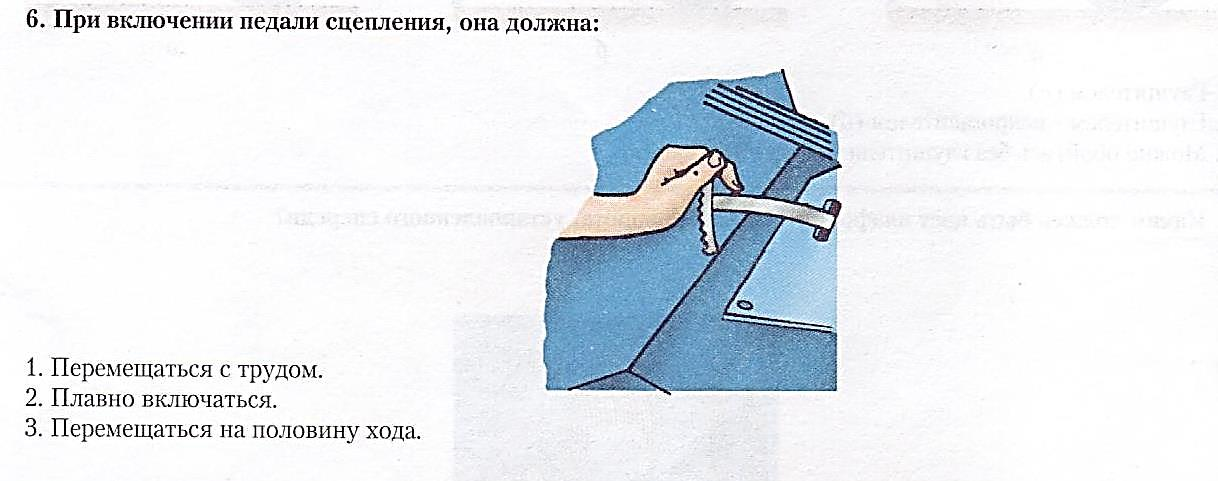 6. При включении педали сцепления, она должна:
1. Перемещаться с трудом.
2. Плавно включаться.
3. Перемещаться на половину хода.